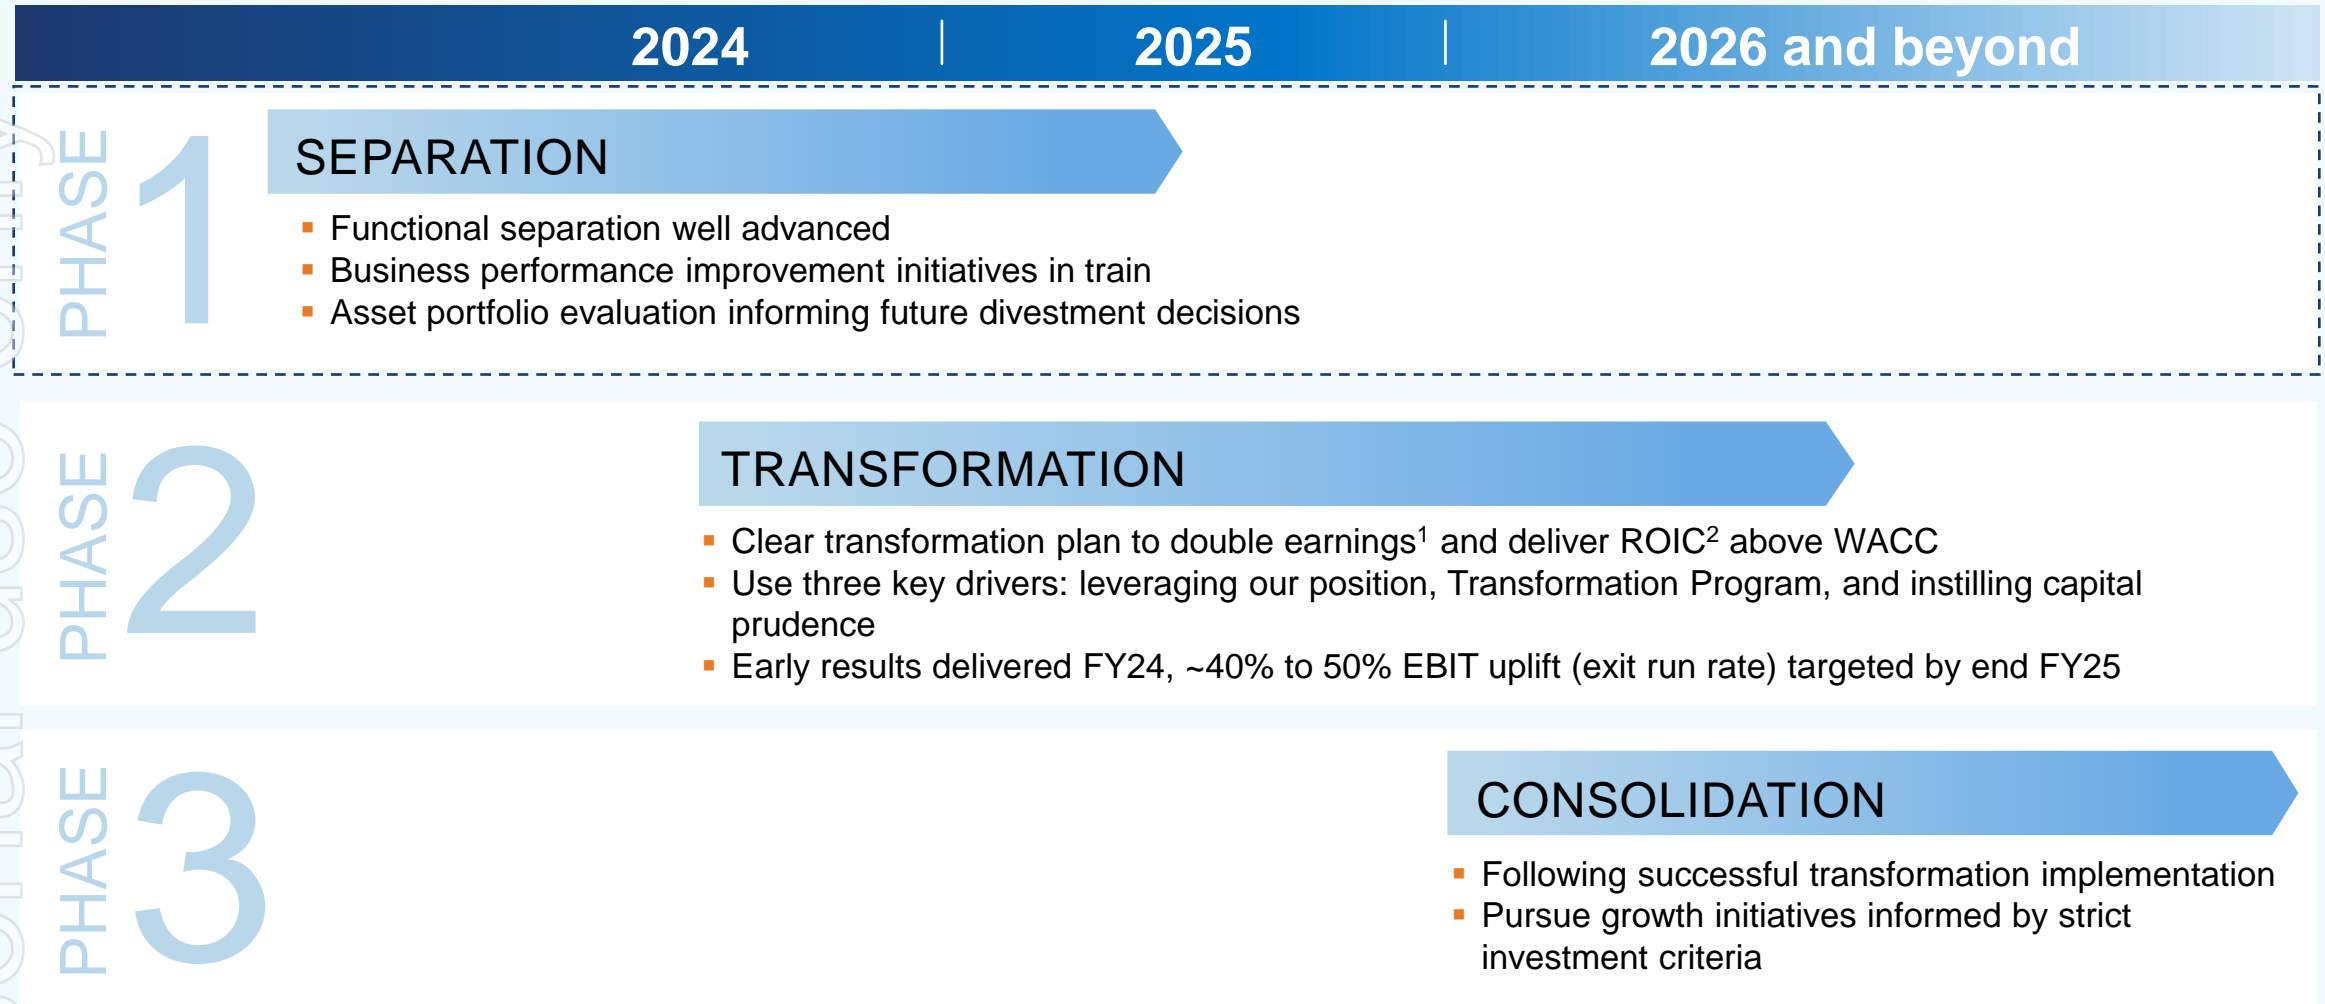 2024 | 2025 | 2026 and beyond
PHASE 1
SEPARATION
▪ Functional separation well advanced
▪ Business performance improvement initiatives in train
▪ Asset portfolio evaluation informing future divestment decisions
PHASE 2
TRANSFORMATION
▪ Clear transformation plan to double earnings¹ and deliver ROIC² above WACC
▪ Use three key drivers: leveraging our position, Transformation Program, and instilling capital
prudence
▪ Early results delivered FY24, ~40% to 50% EBIT uplift (exit run rate) targeted by end FY25
PHASE 3
CONSOLIDATION
▪ Following successful transformation implementation
▪ Pursue growth initiatives informed by strict
investment criteria